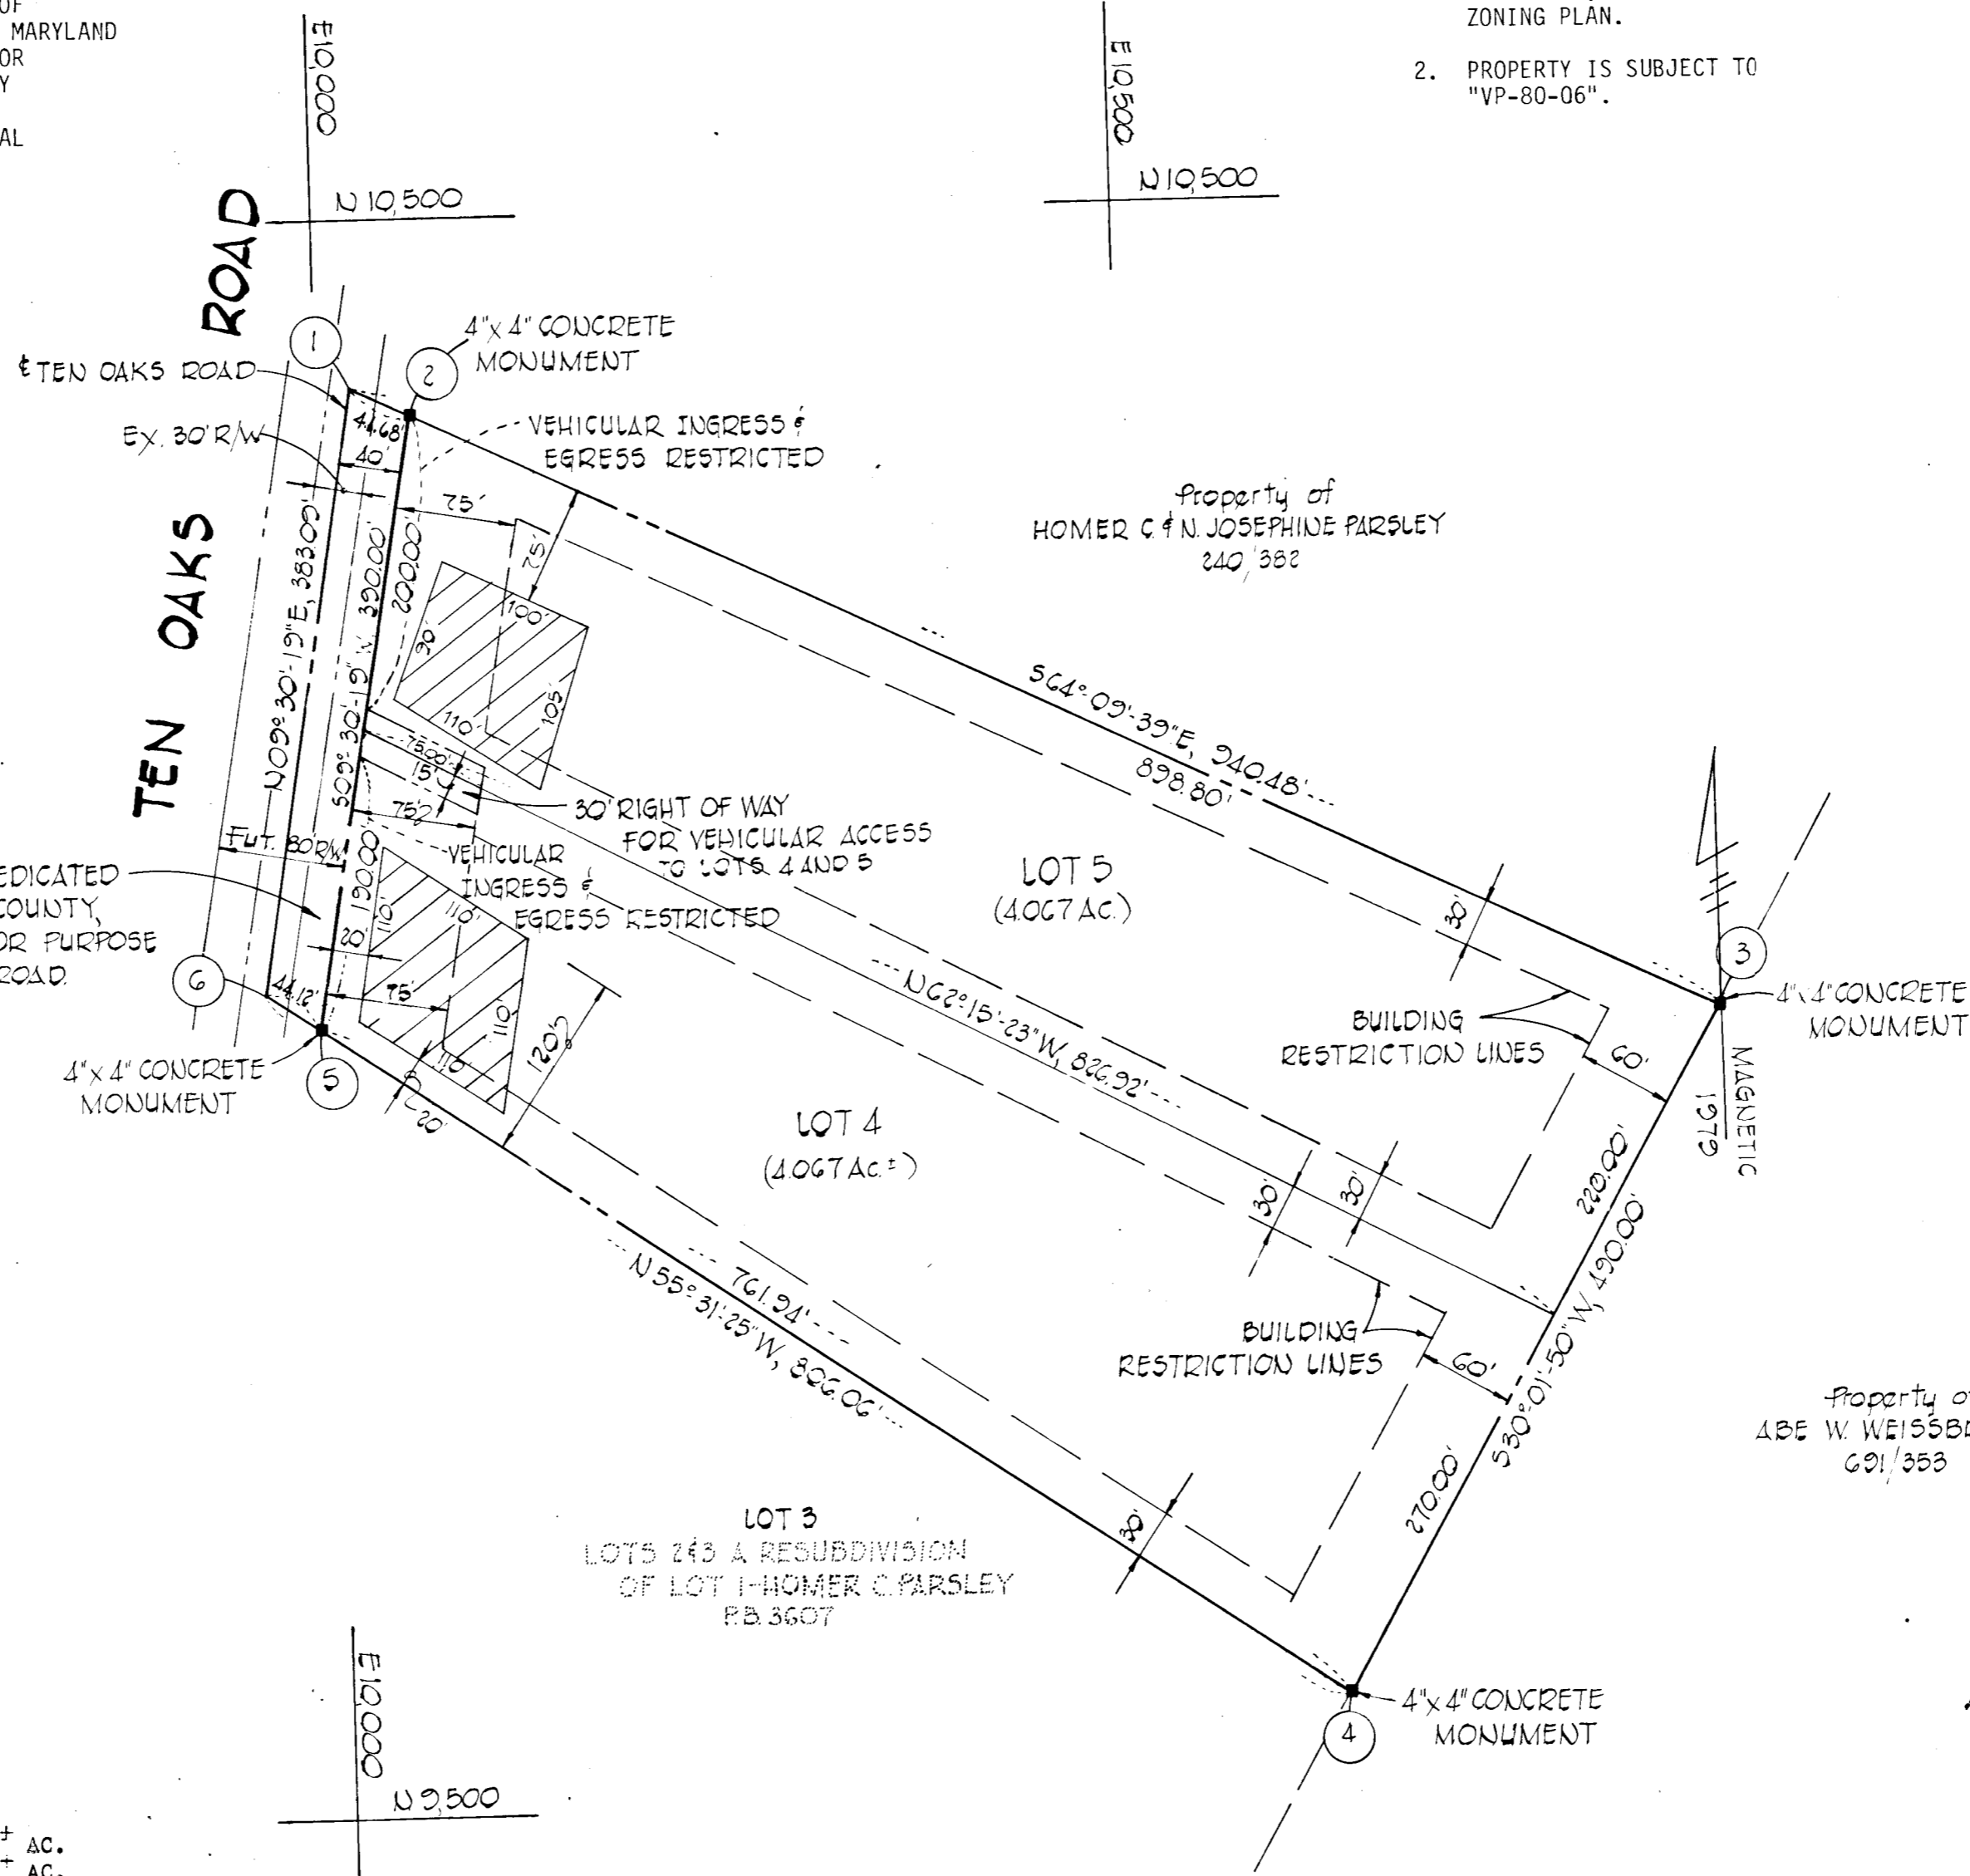 OF
MARYLAND
OR
Y
AL
ZONING PLAN.
2. PROPERTY IS SUBJECT TO
"VP-80-06".
E10,000
N 10,500
E 10,500
N 10,500
TEN OAKS ROAD
1
2
4"x 4" CONCRETE
MONUMENT
℄ TEN OAKS ROAD
EX. 30' R/W
VEHICULAR INGRESS &
EGRESS RESTRICTED
40'
75'
75'
Property of
HOMER C. & N. JOSEPHINE PARSLEY
240/382
N09°-30'-19"E, 383.09'
S09°-30'-19"W 390.00'
200.00'
100'
90'
105'
110'
S64°-09'-39"E, 940.48'
898.80'
75.00'
15'
75'
30' RIGHT OF WAY
FOR VEHICULAR ACCESS
TO LOTS 4 AND 5
FUT. 80' R/W
190.00'
VEHICULAR
INGRESS &
EGRESS RESTRICTED
EDICATED
COUNTY,
OR PURPOSE
ROAD.
LOT 5
(4.067 AC.)
30'
3
4"x 4" CONCRETE
MONUMENT
6
44.12'
20'
75'
110'
110'
110'
110'
120'
20'
N62°-15'-23"W, 826.92'
BUILDING
RESTRICTION LINES
60'
MAGNETIC
1979
4"x 4" CONCRETE
MONUMENT
5
LOT 4
(4.067 AC.±)
30'
30'
220.00'
S30°-01'-50"W, 490.00'
761.94'
N 55°-31'-25"W, 806.06'
BUILDING
RESTRICTION LINES
60'
270.00'
Property
ABE W.
691/353
LOT 3
LOTS 2&3 A RESUBDIVISION
OF LOT 1-HOMER C. PARSLEY
P.B. 3607
30'
4"x 4" CONCRETE
MONUMENT
4
E10,000
N 9,500
± AC.
± AC.